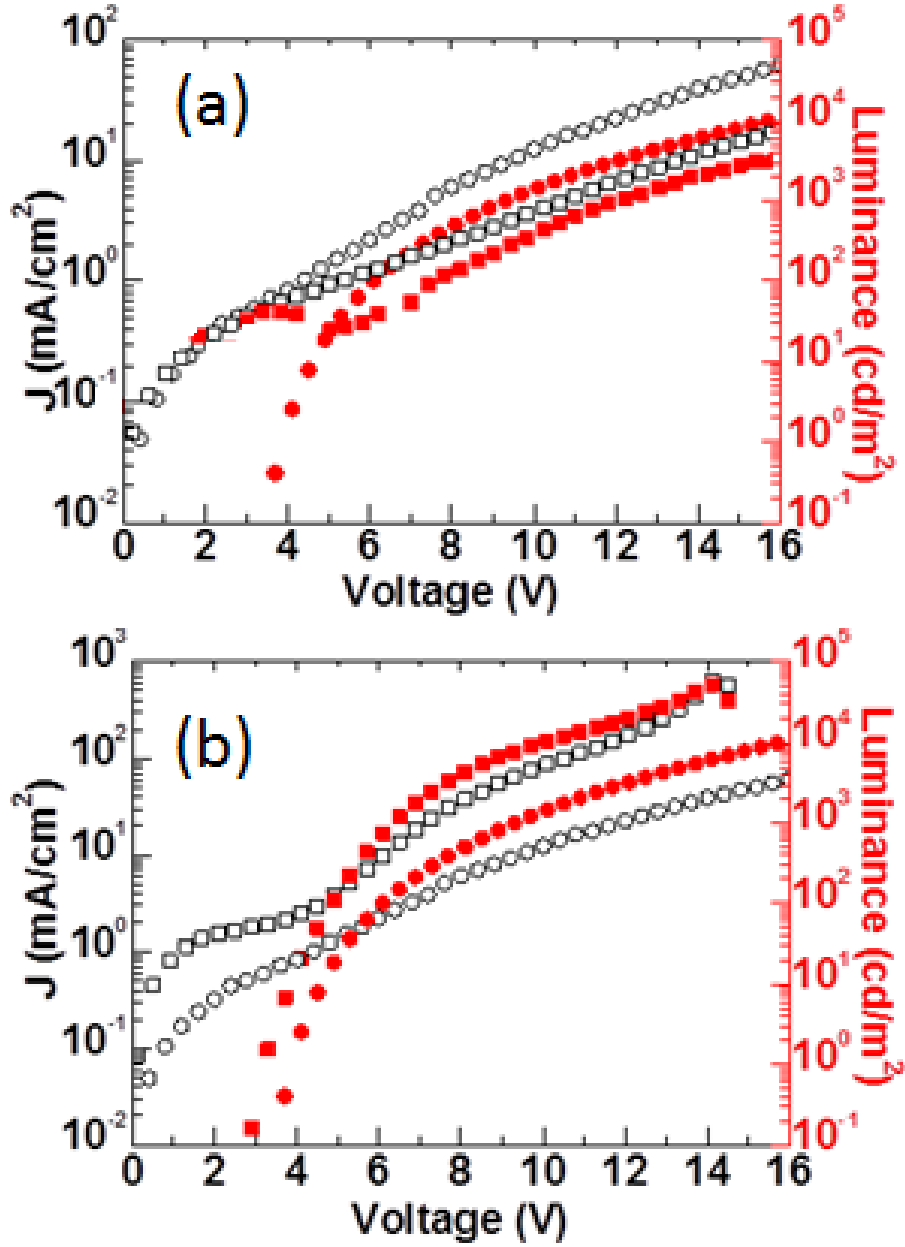 (a)
J (mA/cm²)
10² 10¹ 10⁰ 10⁻¹ 10⁻²
Luminance (cd/m²)
10⁵ 10⁴ 10³ 10² 10¹ 10⁰ 10⁻¹
0 2 4 6 8 10 12 14 16
Voltage (V)
(b)
J (mA/cm²)
10³ 10² 10¹ 10⁰ 10⁻¹ 10⁻²
Luminance (cd/m²)
10⁵ 10⁴ 10³ 10² 10¹ 10⁰ 10⁻¹
0 2 4 6 8 10 12 14 16
Voltage (V)